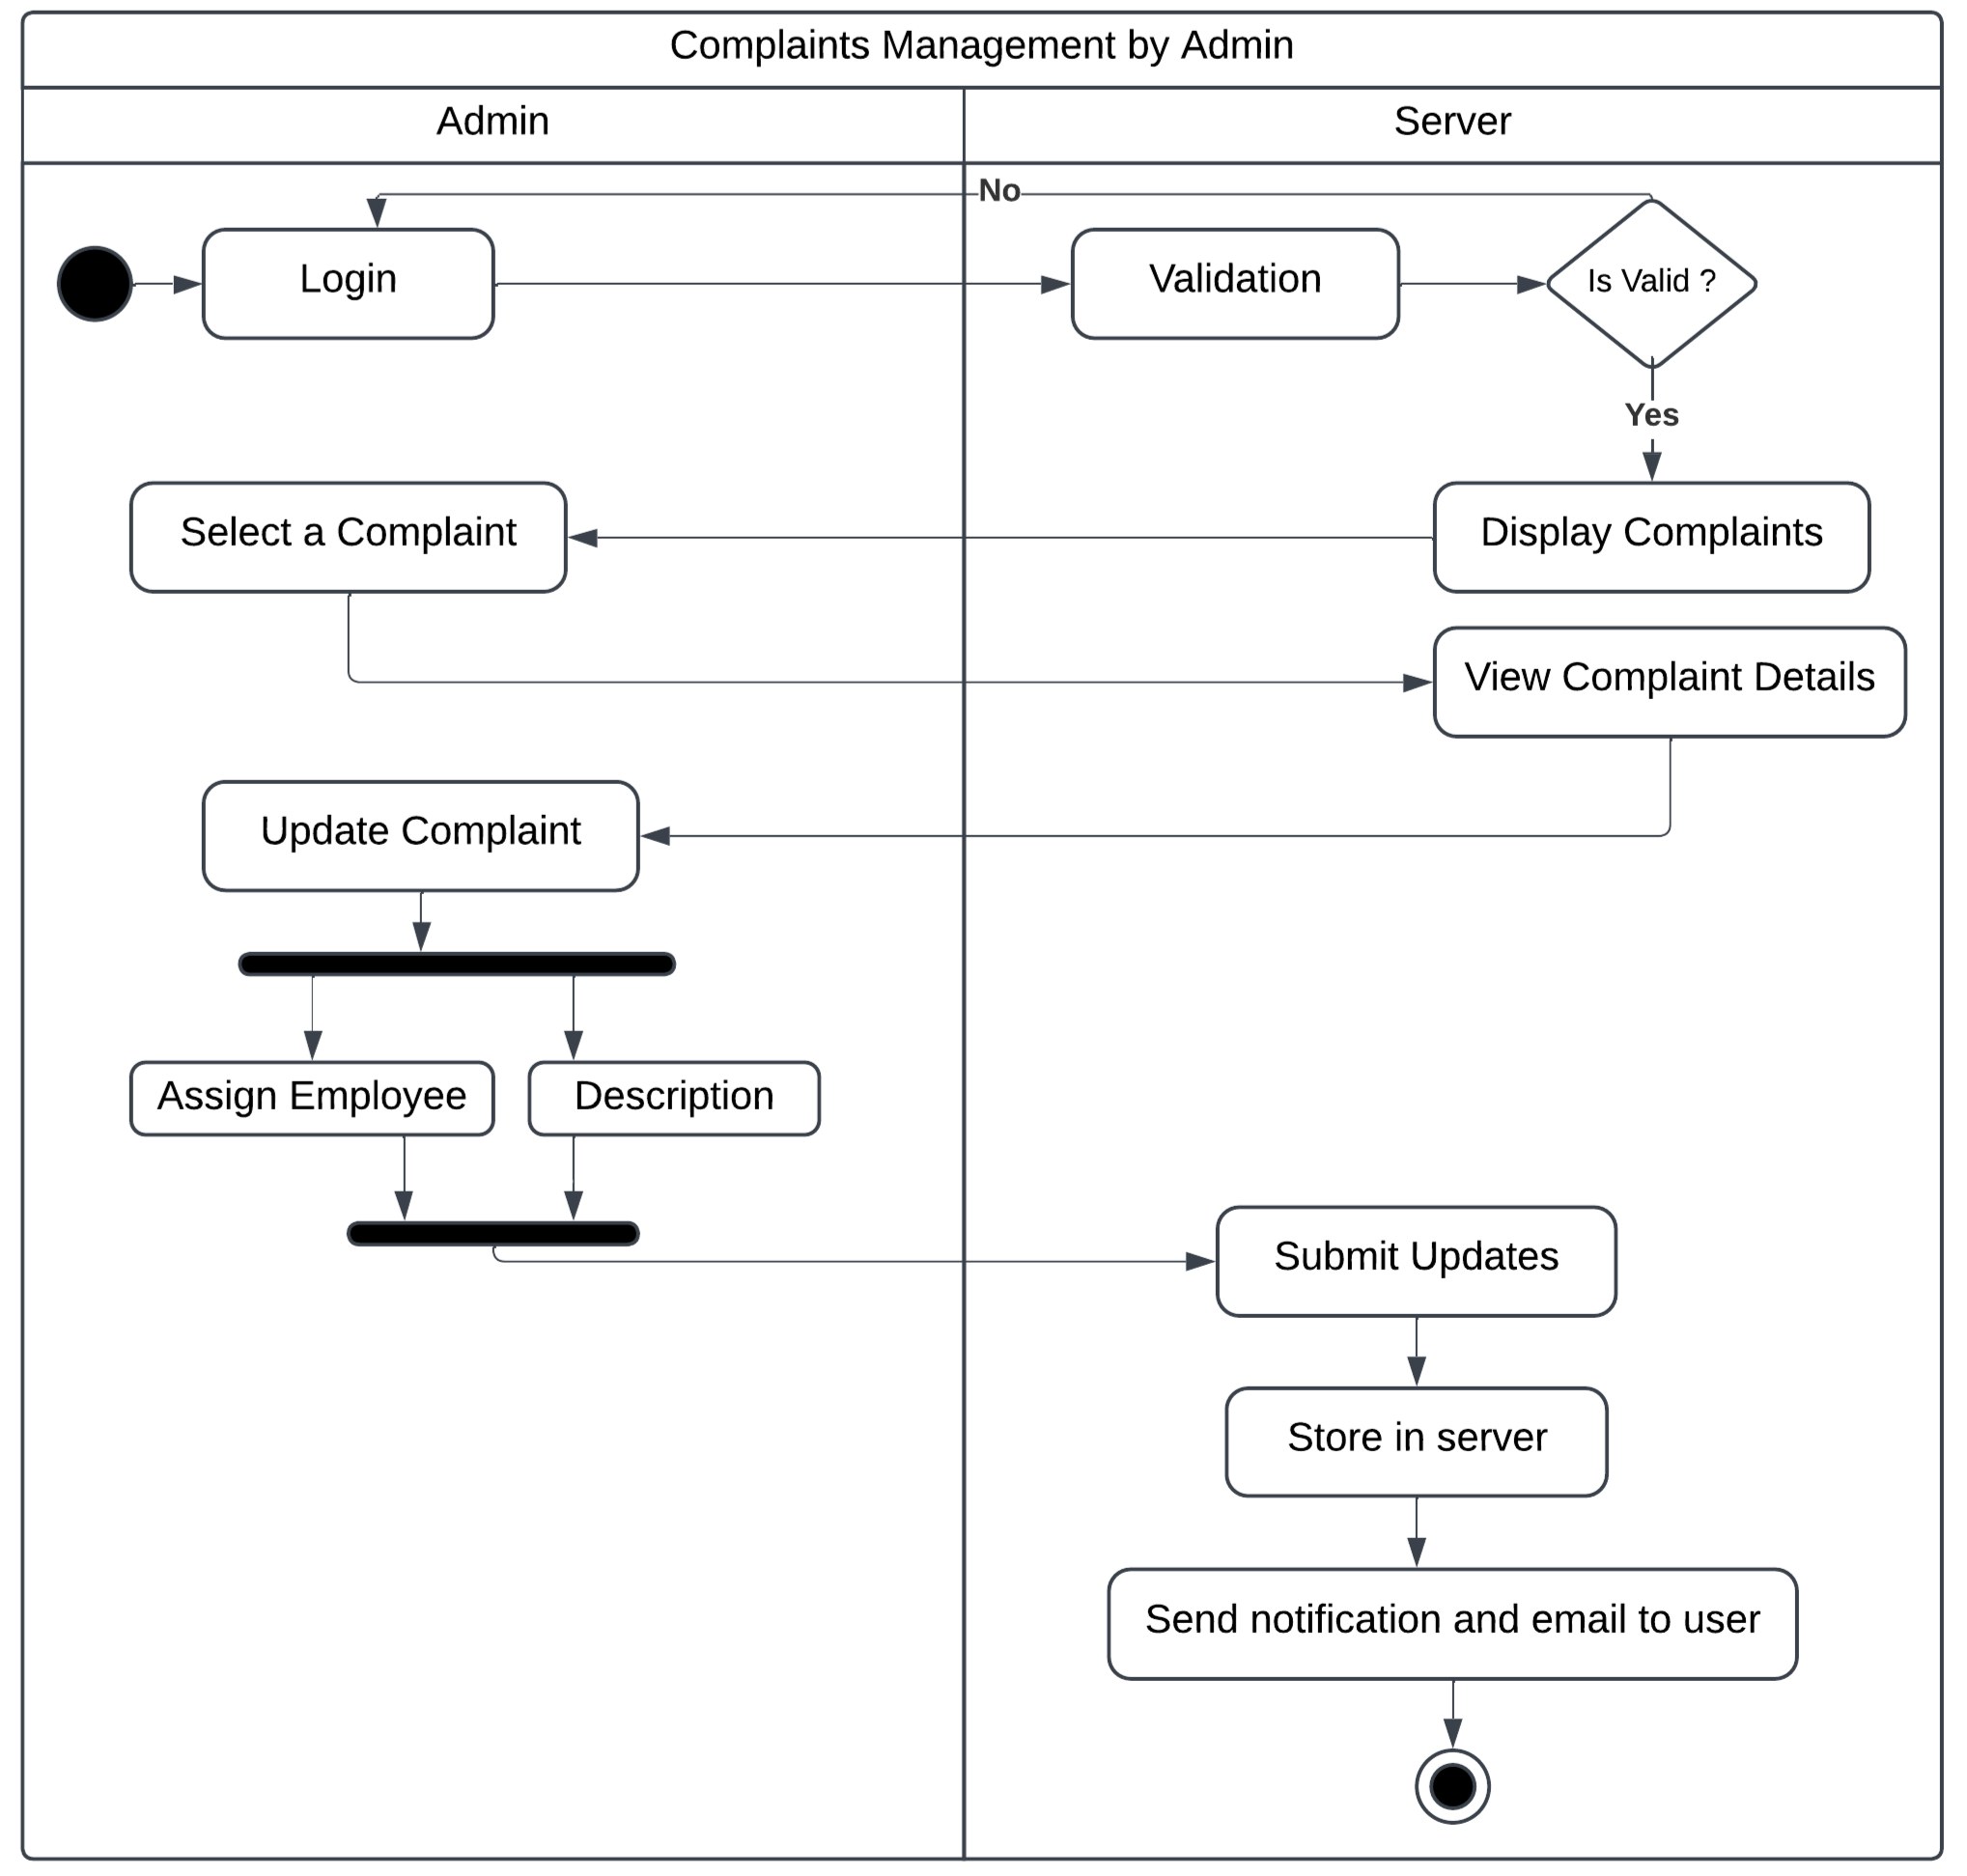 Complaints Management by Admin
Admin
Server
No
Login
Validation
Is Valid ?
Yes
Select a Complaint
Display Complaints
View Complaint Details
Update Complaint
Assign Employee
Description
Submit Updates
Store in server
Send notification and email to user